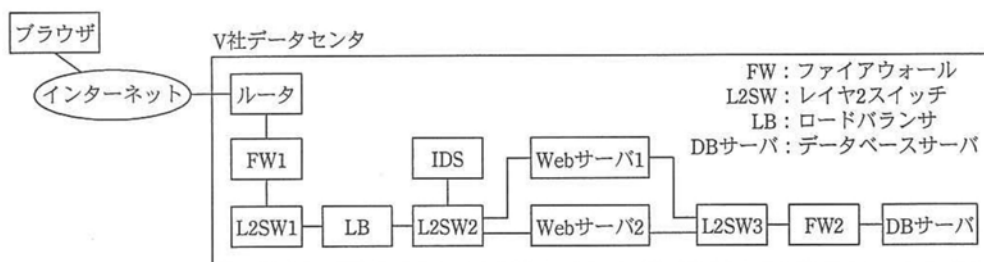 ブラウザ
V社データセンタ
インターネット
ルータ
FW:ファイアウォール
L2SW:レイヤ2スイッチ
LB:ロードバランサ
DBサーバ:データベースサーバ
FW1
IDS
Webサーバ1
L2SW1
LB
L2SW2
Webサーバ2
L2SW3
FW2
DBサーバ